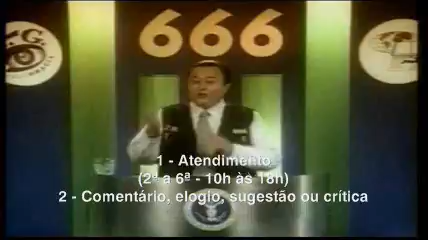 666
1 - Atendimento
(2ª a 6ª - 10h às 18h)
2 - Comentário, elogio, sugestão ou crítica